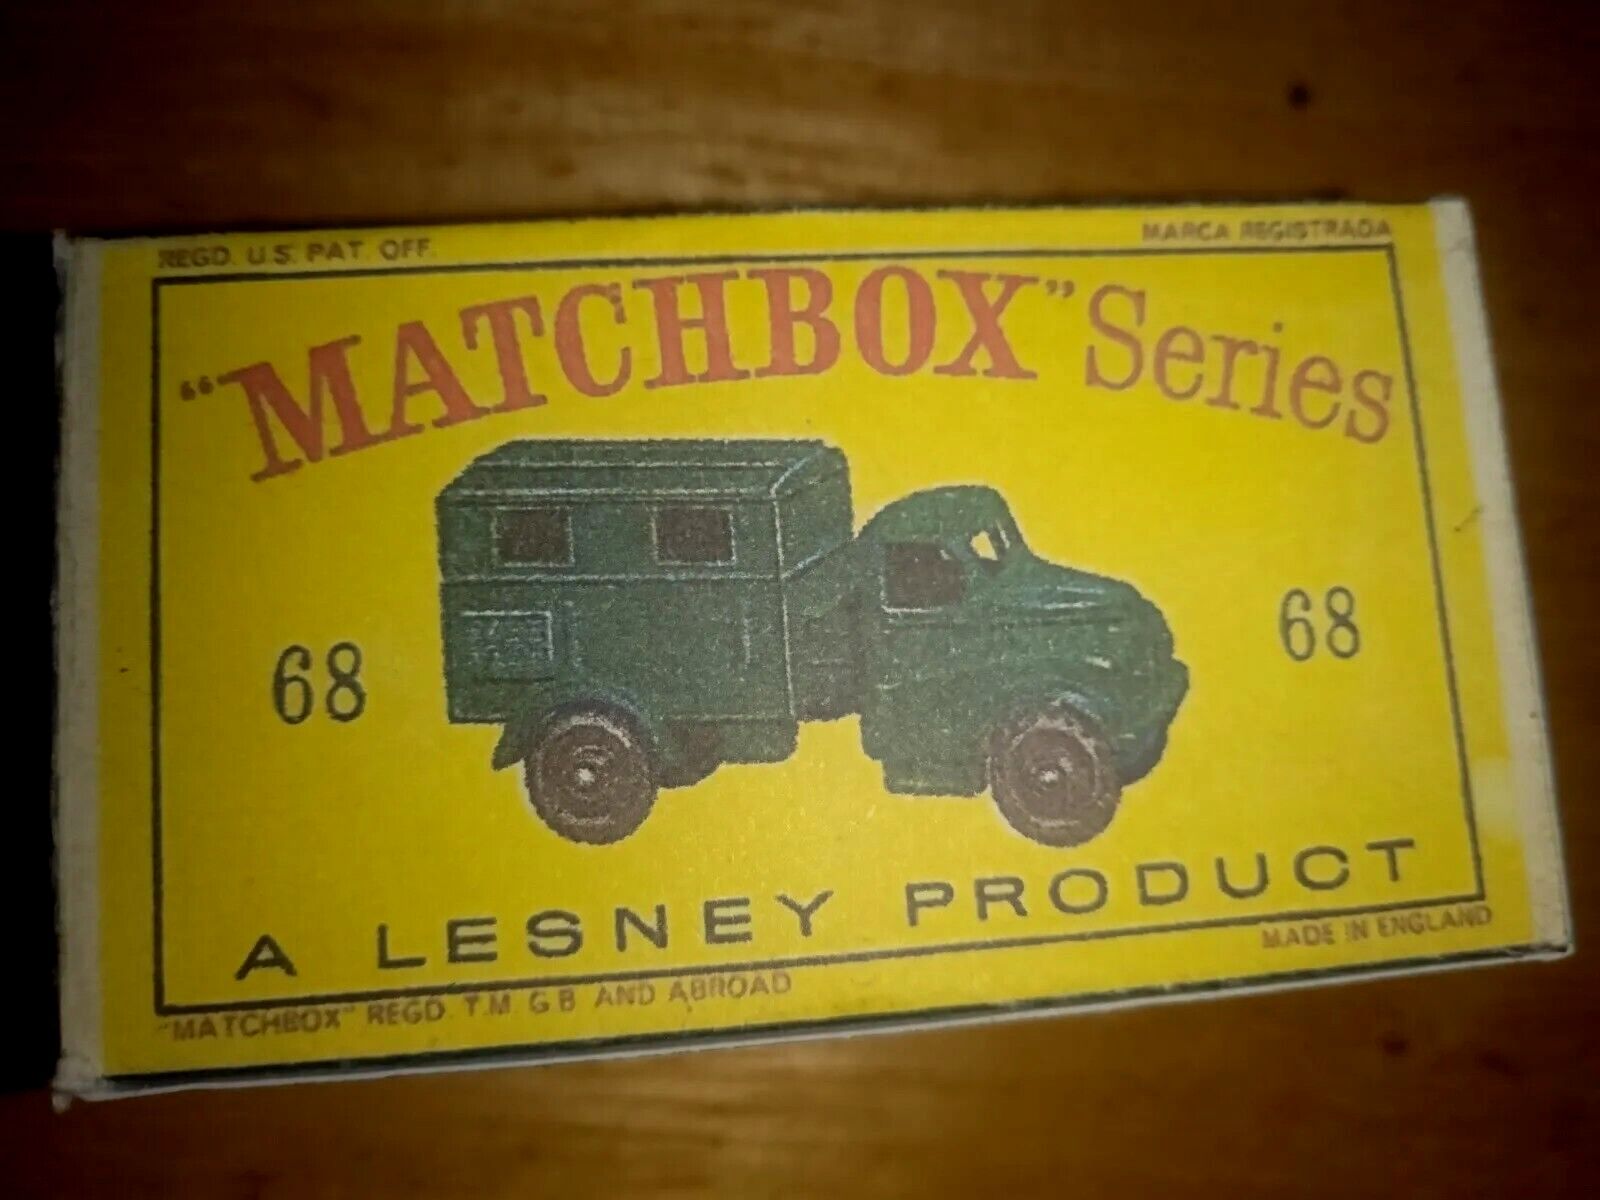 REGD. U.S. PAT. OFF.
MARCA REGISTRADA
"MATCHBOX" Series
68
68
A LESNEY PRODUCT
MADE IN ENGLAND
"MATCHBOX" REGD. T.M. G.B. AND ABROAD